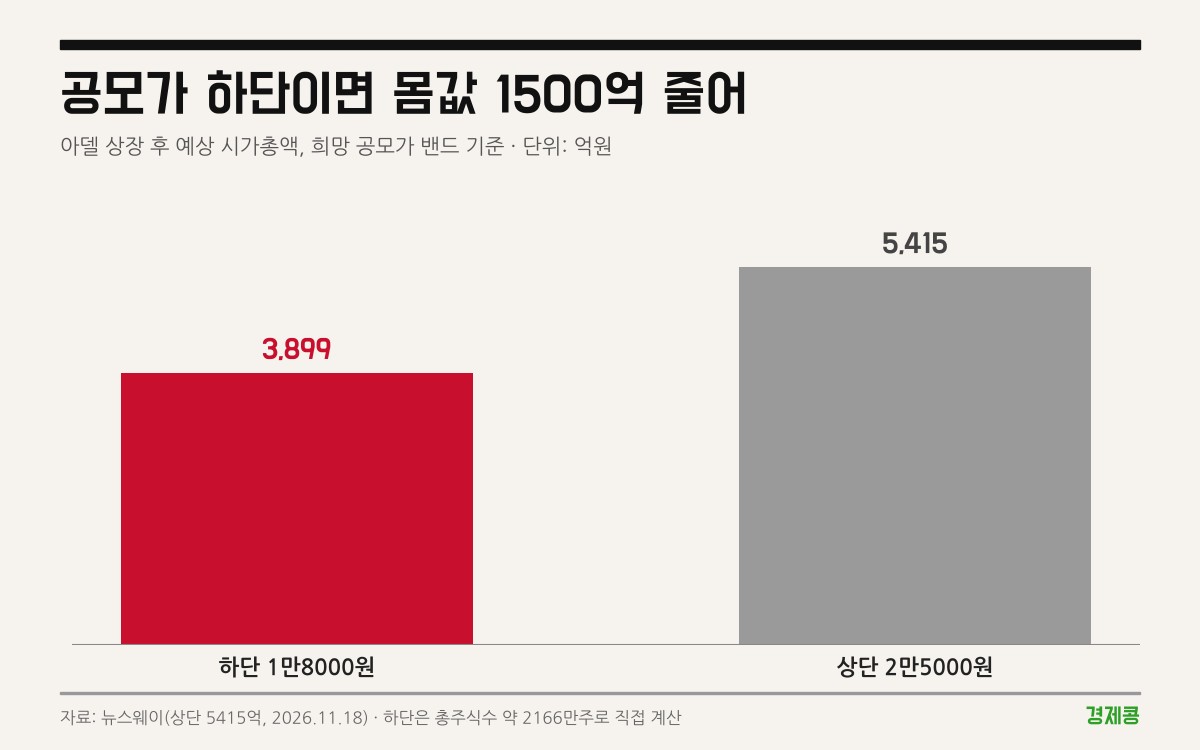 공모가 하단이면 몸값 1500억 줄어
아델 상장 후 예상 시가총액, 희망 공모가 밴드 기준 · 단위: 억원
3,899
5,415
하단 1만8000원
상단 2만5000원
자료: 뉴스웨이(상단 5415억, 2026.11.18) · 하단은 총주식수 약 2166만주로 직접 계산
경제콩